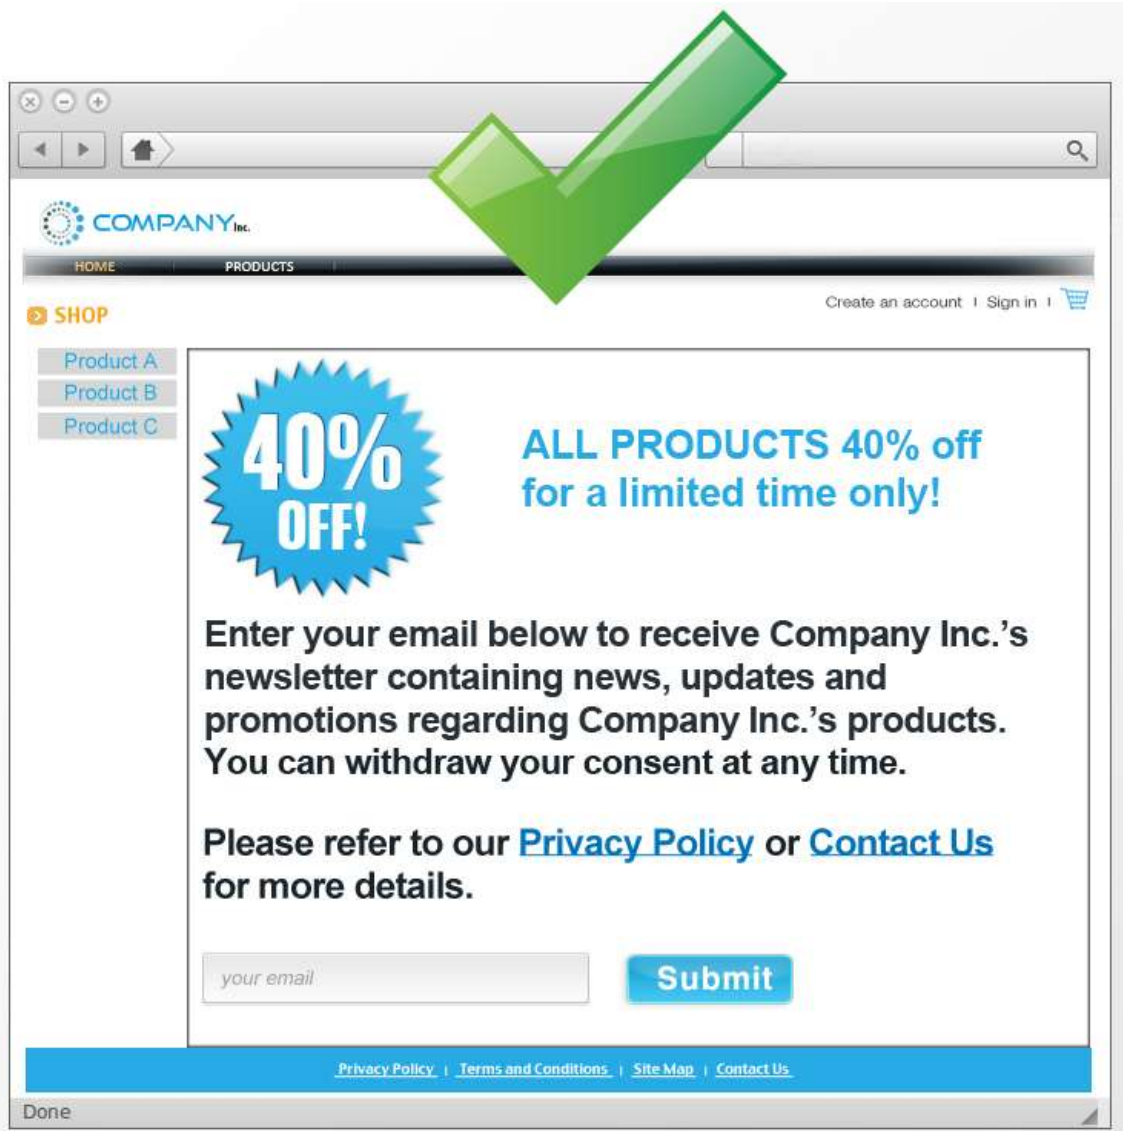 COMPANY Inc.
HOME
PRODUCTS
Create an account | Sign in |
SHOP
Product A
Product B
Product C
40%
OFF!
ALL PRODUCTS 40% off
for a limited time only!
Enter your email below to receive Company Inc.’s
newsletter containing news, updates and
promotions regarding Company Inc.’s products.
You can withdraw your consent at any time.
Please refer to our Privacy Policy or Contact Us
for more details.
your email
Submit
Privacy Policy | Terms and Conditions | Site Map | Contact Us
Done